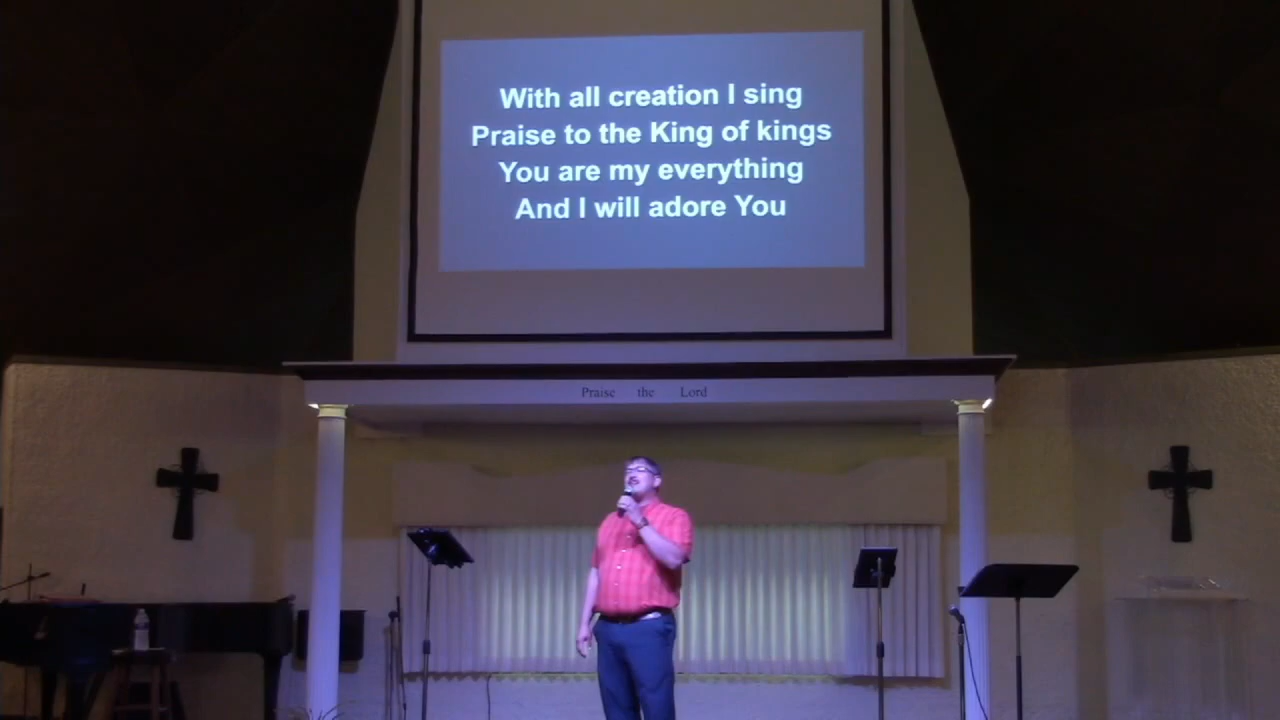 With all creation I sing
Praise to the King of kings
You are my everything
And I will adore You
Praise the Lord